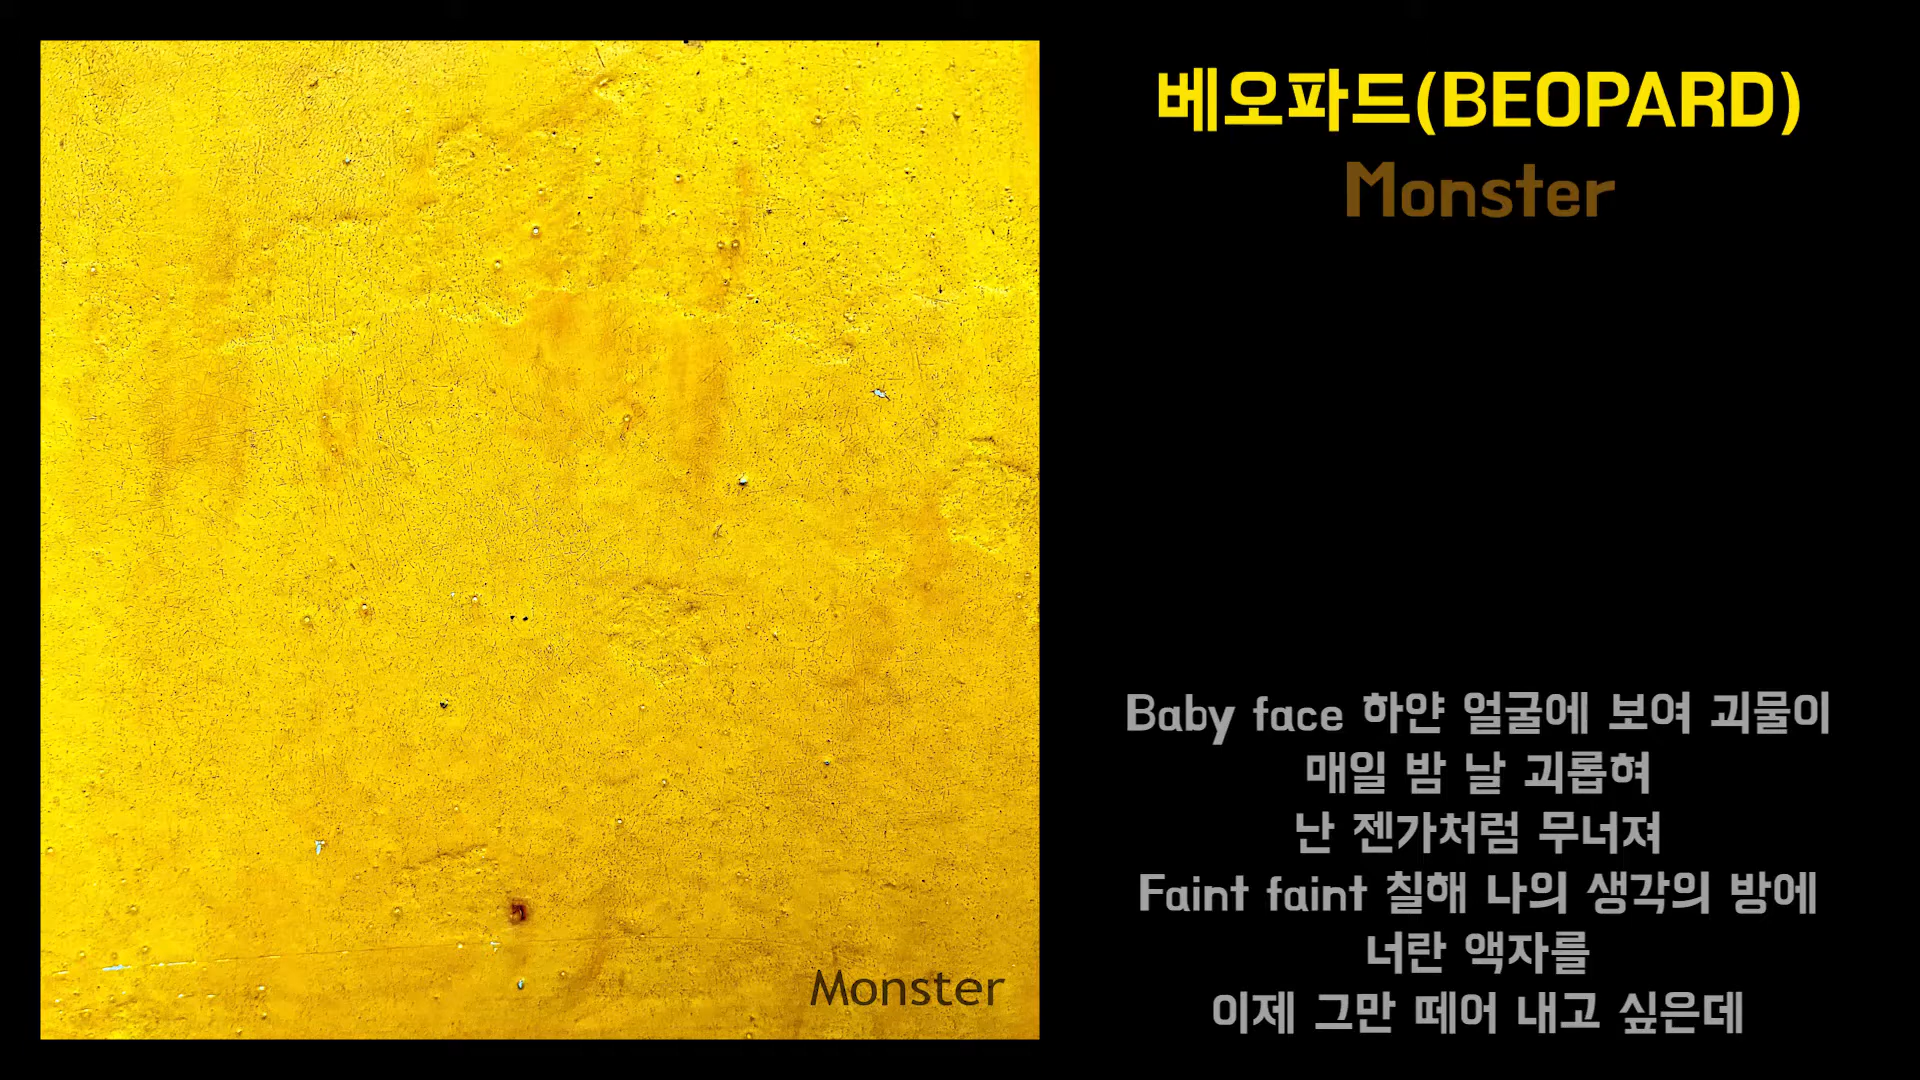 베오파드(BEOPARD)
Monster
Monster
Baby face 하얀 얼굴에 보여 괴물이
매일 밤 날 괴롭혀
난 젠가처럼 무너져
Faint faint 칠해 나의 생각의 방에
너란 액자를
이제 그만 떼어 내고 싶은데